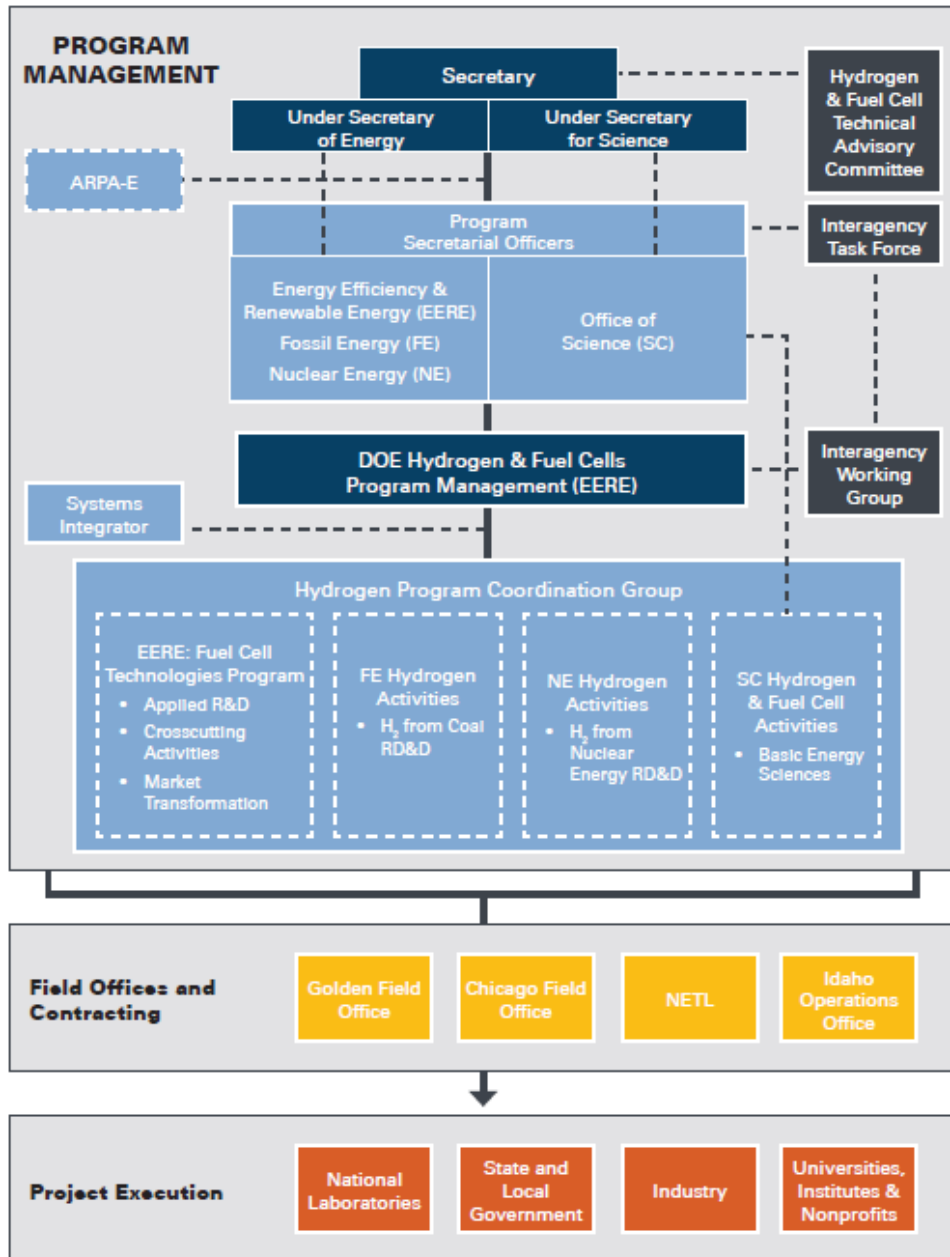 PROGRAM
MANAGEMENT
Secretary
Under Secretary
of Energy
Under Secretary
for Science
Hydrogen
& Fuel Cell
Technical
Advisory
Committee
ARPA-E
Program
Secretarial Officers
Interagency
Task Force
Energy Efficiency &
Renewable Energy (EERE)
Fossil Energy (FE)
Nuclear Energy (NE)
Office of
Science (SC)
DOE Hydrogen & Fuel Cells
Program Management (EERE)
Interagency
Working
Group
Systems
Integrator
Hydrogen Program Coordination Group
EERE: Fuel Cell
Technologies Program
• Applied R&D
• Crosscutting
Activities
• Market
Transformation
FE Hydrogen
Activities
• H₂ from Coal
RD&D
NE Hydrogen
Activities
• H₂ from
Nuclear
Energy RD&D
SC Hydrogen
& Fuel Cell
Activities
• Basic Energy
Sciences
Field Offices and
Contracting
Golden Field
Office
Chicago Field
Office
NETL
Idaho
Operations
Office
Project Execution
National
Laboratories
State and
Local
Government
Industry
Universities,
Institutes &
Nonprofits